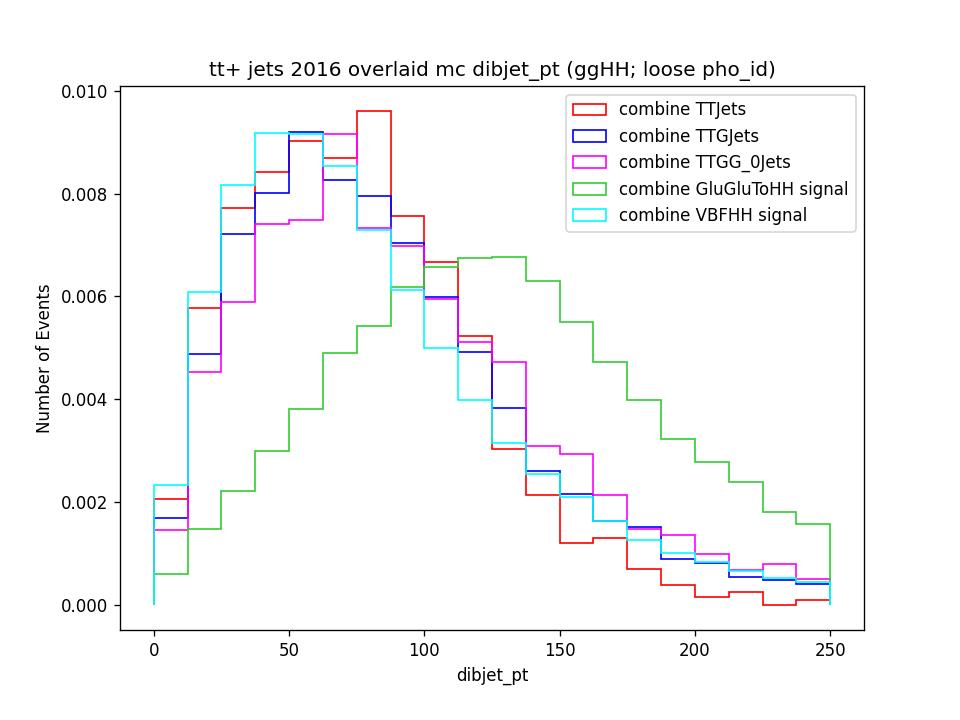 tt+ jets 2016 overlaid mc dibjet_pt (ggHH; loose pho_id)
0.010
0.008
0.006
0.004
0.002
0.000
Number of Events
combine TTJets
combine TTGJets
combine TTGG_0Jets
combine GluGluToHH signal
combine VBFHH signal
0 50 100 150 200 250
dibjet_pt